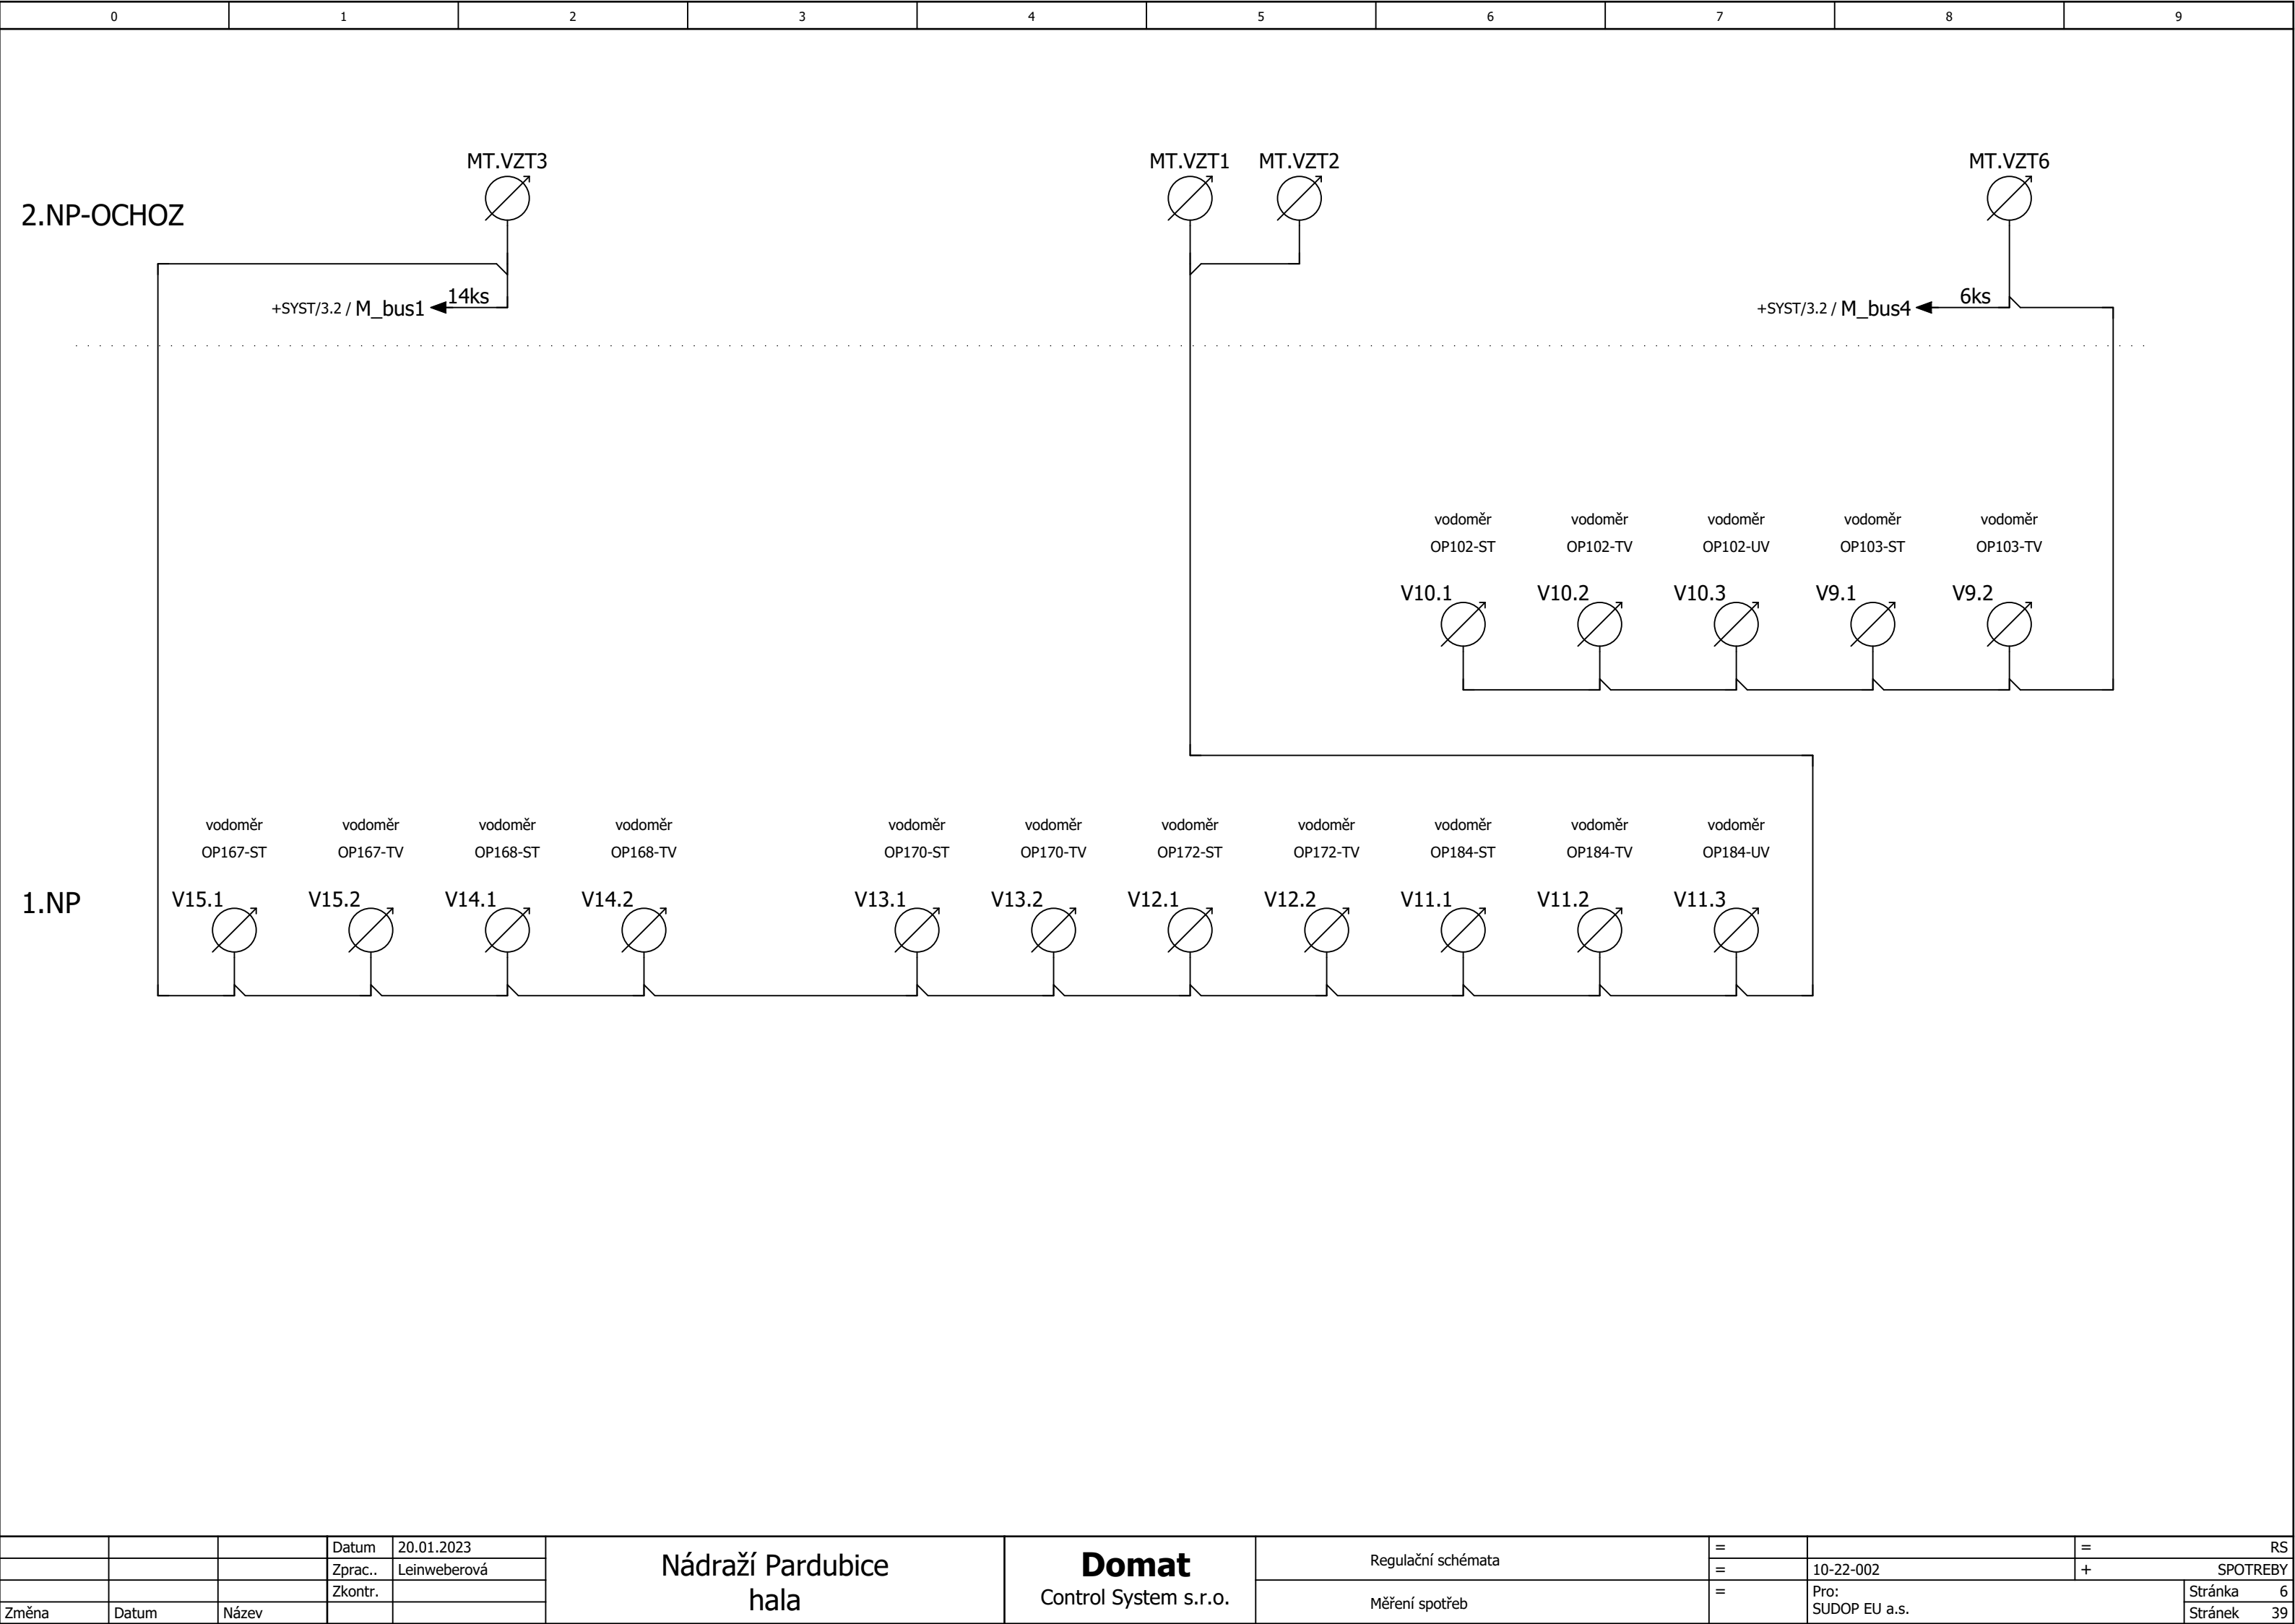 0 1 2 3 4 5 6 7 8 9
MT.VZT3 MT.VZT1 MT.VZT2 MT.VZT6
2.NP-OCHOZ
+SYST/3.2 / M_bus1 14ks +SYST/3.2 / M_bus4 6ks
vodoměr vodoměr vodoměr vodoměr vodoměr
OP102-ST OP102-TV OP102-UV OP103-ST OP103-TV
V10.1 V10.2 V10.3 V9.1 V9.2
vodoměr vodoměr vodoměr vodoměr vodoměr vodoměr vodoměr vodoměr vodoměr vodoměr vodoměr
OP167-ST OP167-TV OP168-ST OP168-TV OP170-ST OP170-TV OP172-ST OP172-TV OP184-ST OP184-TV OP184-UV
1.NP V15.1 V15.2 V14.1 V14.2 V13.1 V13.2 V12.1 V12.2 V11.1 V11.2 V11.3
Datum 20.01.2023
Zprac.. Leinweberová
Zkontr.
Změna Datum Název
Nádraží Pardubice
hala
Domat
Control System s.r.o.
Regulační schémata
Měření spotřeb
= = RS
= 10-22-002 + SPOTREBY
= Pro:
SUDOP EU a.s.
Stránka 6
Stránek 39